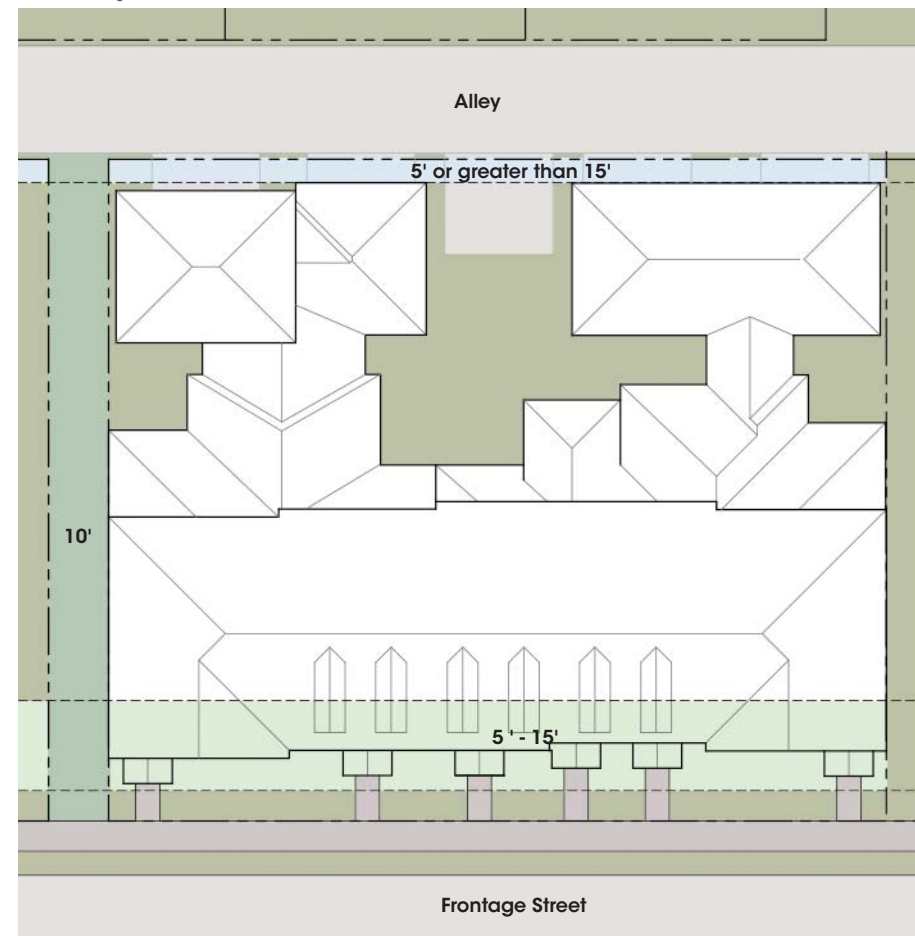 Alley
5' or greater than 15'
10'
5 ' - 15'
Frontage Street